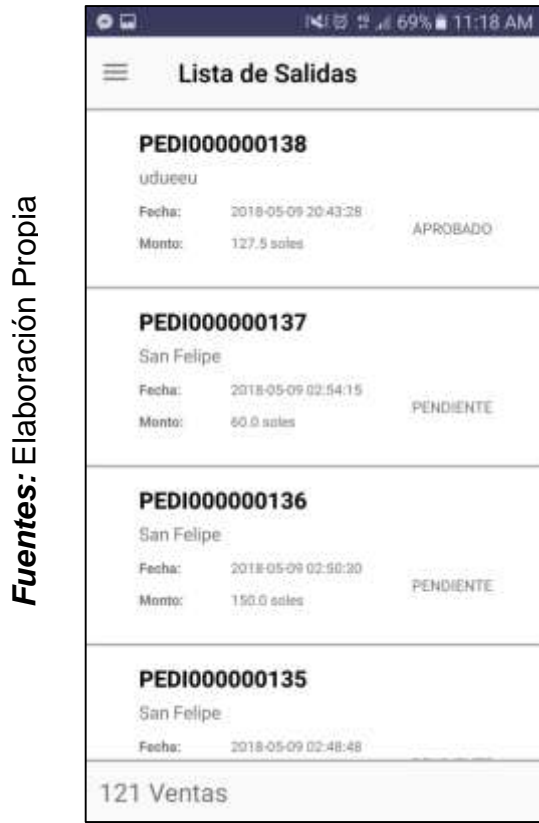 69% 11:18 AM
Lista de Salidas
PEDI000000138
udueeu
Fecha: 2018-05-09 20:43:28
Monto: 127.5 soles
APROBADO
PEDI000000137
San Felipe
Fecha: 2018-05-09 02:54:15
Monto: 60.0 soles
PENDIENTE
PEDI000000136
San Felipe
Fecha: 2018-05-09 02:50:30
Monto: 150.0 soles
PENDIENTE
PEDI000000135
San Felipe
Fecha: 2018-05-09 02:48:48
121 Ventas
Fuentes: Elaboración Propia